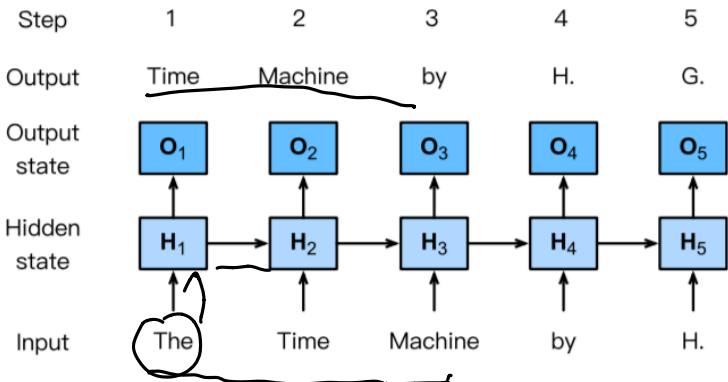 Step 1 2 3 4 5
Output Time Machine by H. G.
Output state O1 O2 O3 O4 O5
Hidden state H1 H2 H3 H4 H5
Input The Time Machine by H.